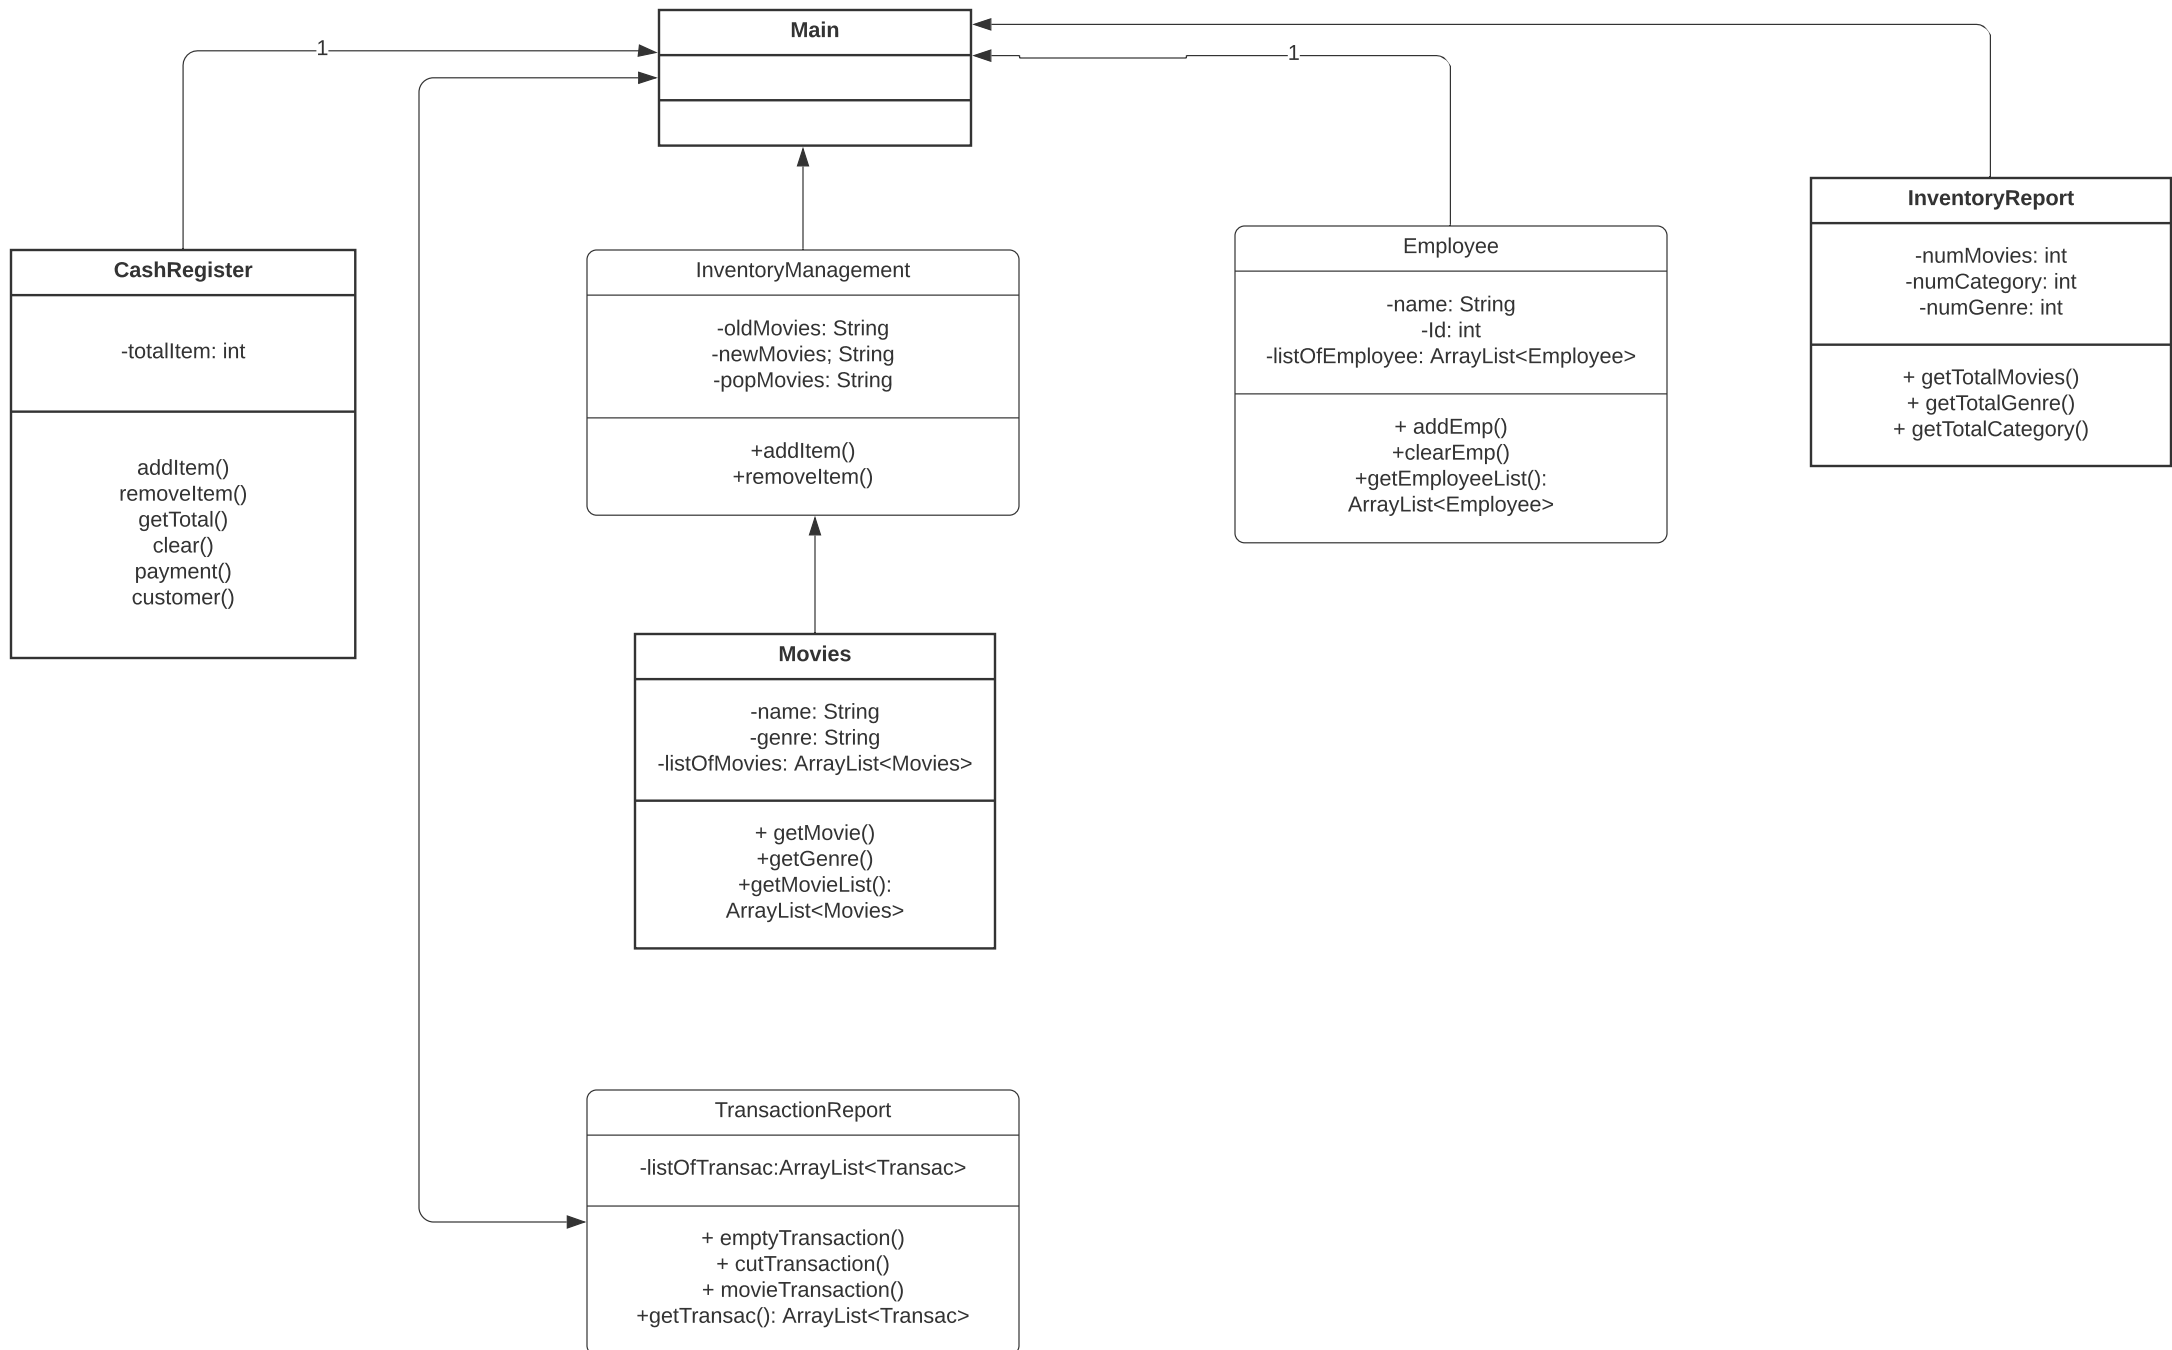 Main
1
1
InventoryReport
-numMovies: int
-numCategory: int
-numGenre: int
+ getTotalMovies()
+ getTotalGenre()
+ getTotalCategory()
Employee
-name: String
-Id: int
-listOfEmployee: ArrayList<Employee>
+ addEmp()
+clearEmp()
+getEmployeeList():
ArrayList<Employee>
CashRegister
-totalItem: int
addItem()
removeItem()
getTotal()
clear()
payment()
customer()
InventoryManagement
-oldMovies: String
-newMovies; String
-popMovies: String
+addItem()
+removeItem()
Movies
-name: String
-genre: String
-listOfMovies: ArrayList<Movies>
+ getMovie()
+getGenre()
+getMovieList():
ArrayList<Movies>
TransactionReport
-listOfTransac:ArrayList<Transac>
+ emptyTransaction()
+ cutTransaction()
+ movieTransaction()
+getTransac(): ArrayList<Transac>